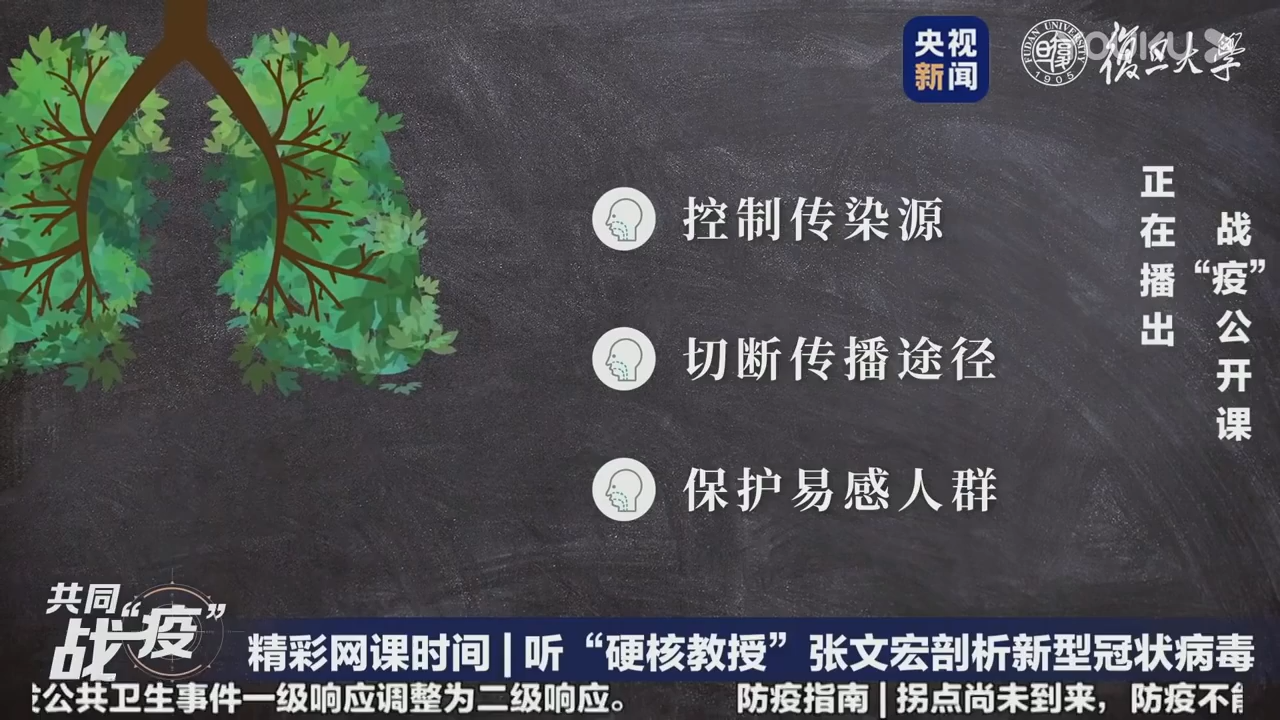 央视
新闻
FUDAN UNIVERSITY
1905
復旦大學
youku
控制传染源
切断传播途径
保护易感人群
正在播出
战“疫”公开课
共同
战“疫”
精彩网课时间 | 听“硬核教授”张文宏剖析新型冠状病毒
公共卫生事件一级响应调整为二级响应。 防疫指南 | 拐点尚未到来，防疫不